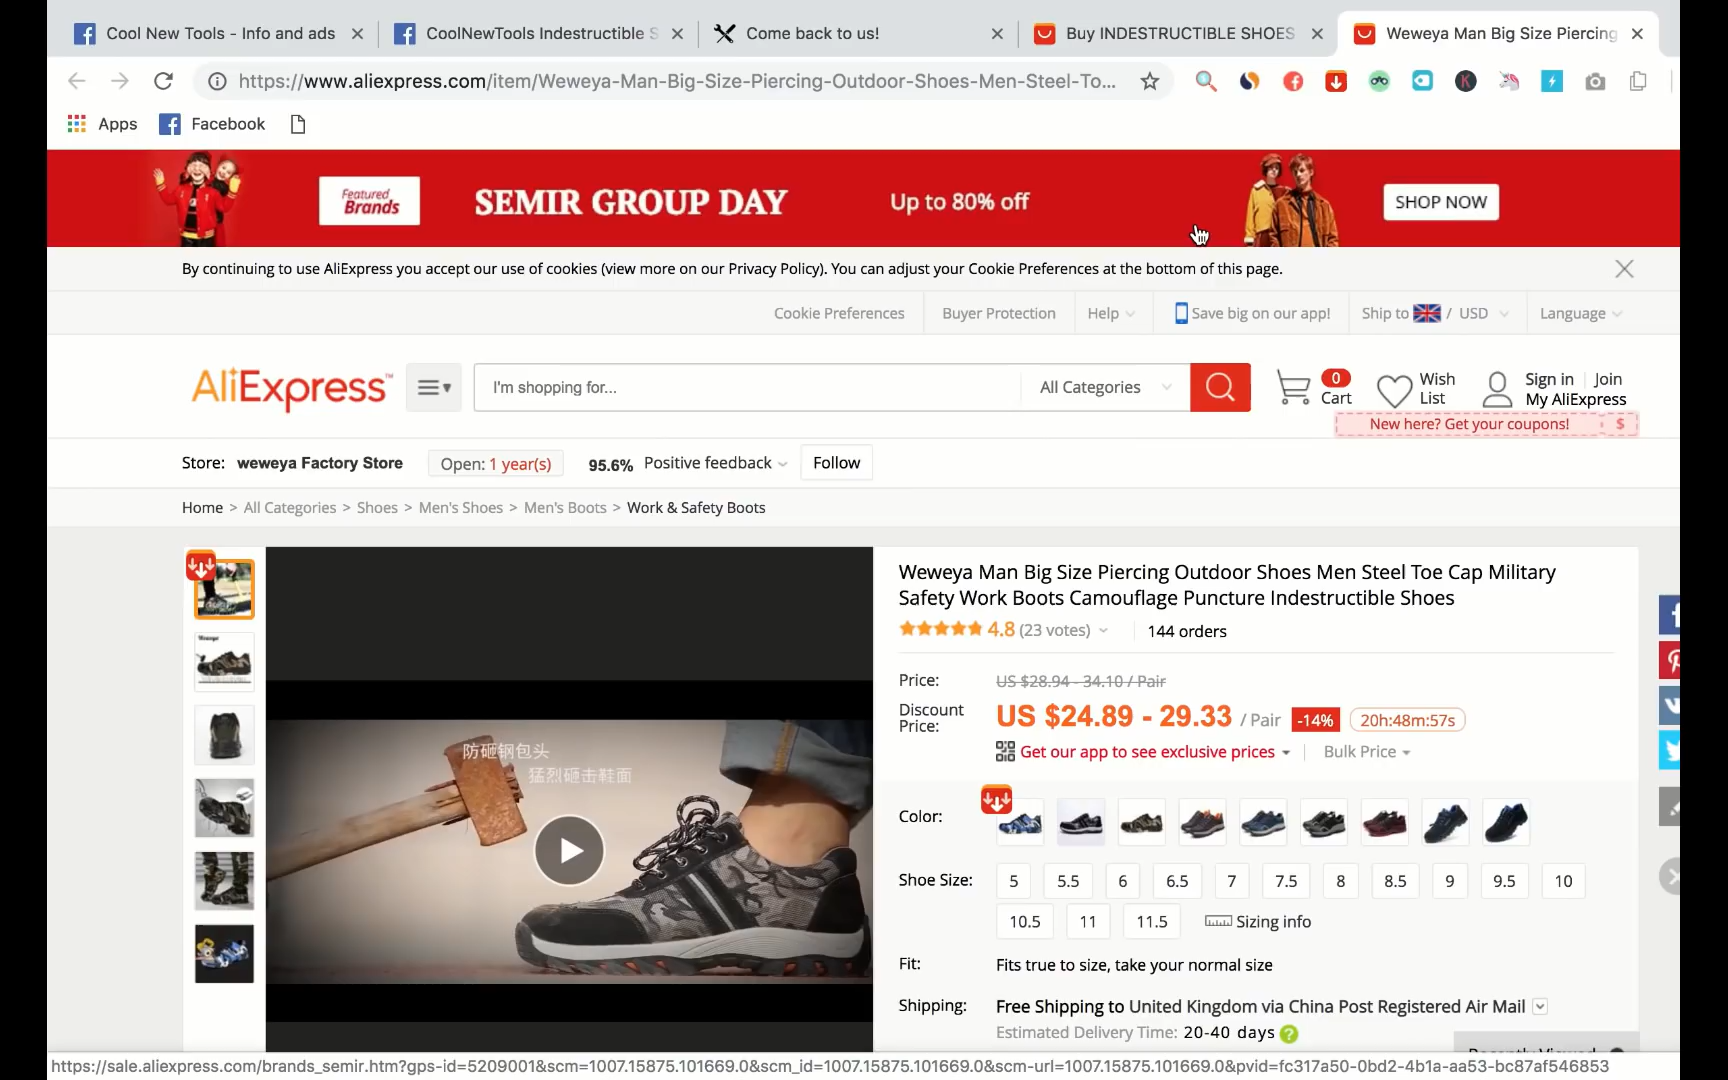 Cool New Tools - Info and ads
CoolNewTools Indestructible S
Come back to us!
Buy INDESTRUCTIBLE SHOES
Weweya Man Big Size Piercing
https://www.aliexpress.com/item/Weweya-Man-Big-Size-Piercing-Outdoor-Shoes-Men-Steel-To...
Apps
Facebook
Featured
Brands
SEMIR GROUP DAY
Up to 80% off
SHOP NOW
By continuing to use AliExpress you accept our use of cookies (view more on our Privacy Policy). You can adjust your Cookie Preferences at the bottom of this page.
Cookie Preferences
Buyer Protection
Help
Save big on our app!
Ship to / USD
Language
AliExpress™
I'm shopping for...
All Categories
0
Cart
Wish
List
Sign in | Join
My AliExpress
New here? Get your coupons! $
Store: weweya Factory Store
Open: 1 year(s)
95.6% Positive feedback
Follow
Home > All Categories > Shoes > Men's Shoes > Men's Boots > Work & Safety Boots
防砸钢包头
猛烈砸击鞋面
Weweya Man Big Size Piercing Outdoor Shoes Men Steel Toe Cap Military
Safety Work Boots Camouflage Puncture Indestructible Shoes
4.8 (23 votes)
144 orders
Price: US $28.94 - 34.10 / Pair
Discount
Price:
US $24.89 - 29.33 / Pair
-14%
20h:48m:57s
Get our app to see exclusive prices
Bulk Price
Color:
Shoe Size: 5 5.5 6 6.5 7 7.5 8 8.5 9 9.5 10
10.5 11 11.5 Sizing info
Fit: Fits true to size, take your normal size
Shipping: Free Shipping to United Kingdom via China Post Registered Air Mail
Estimated Delivery Time: 20-40 days ?
https://sale.aliexpress.com/brands_semir.htm?gps-id=5209001&scm=1007.15875.101669.0&scm_id=1007.15875.101669.0&scm-url=1007.15875.101669.0&pvid=fc317a50-0bd2-4b1a-aa53-bc87af546853